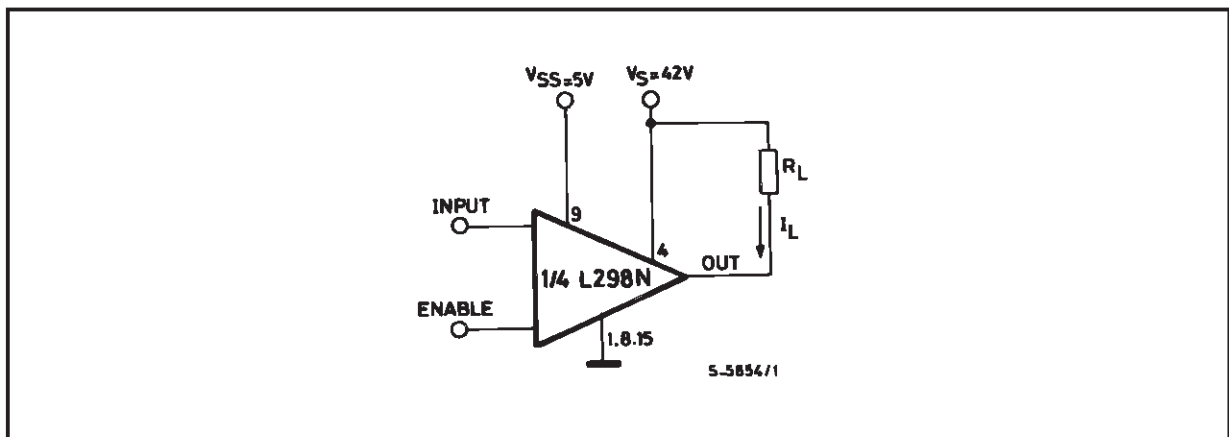 VSS=5V VS=42V
RL
INPUT 9
IL
4
OUT
1/4 L298N
ENABLE
1.8.15
S-5854/1